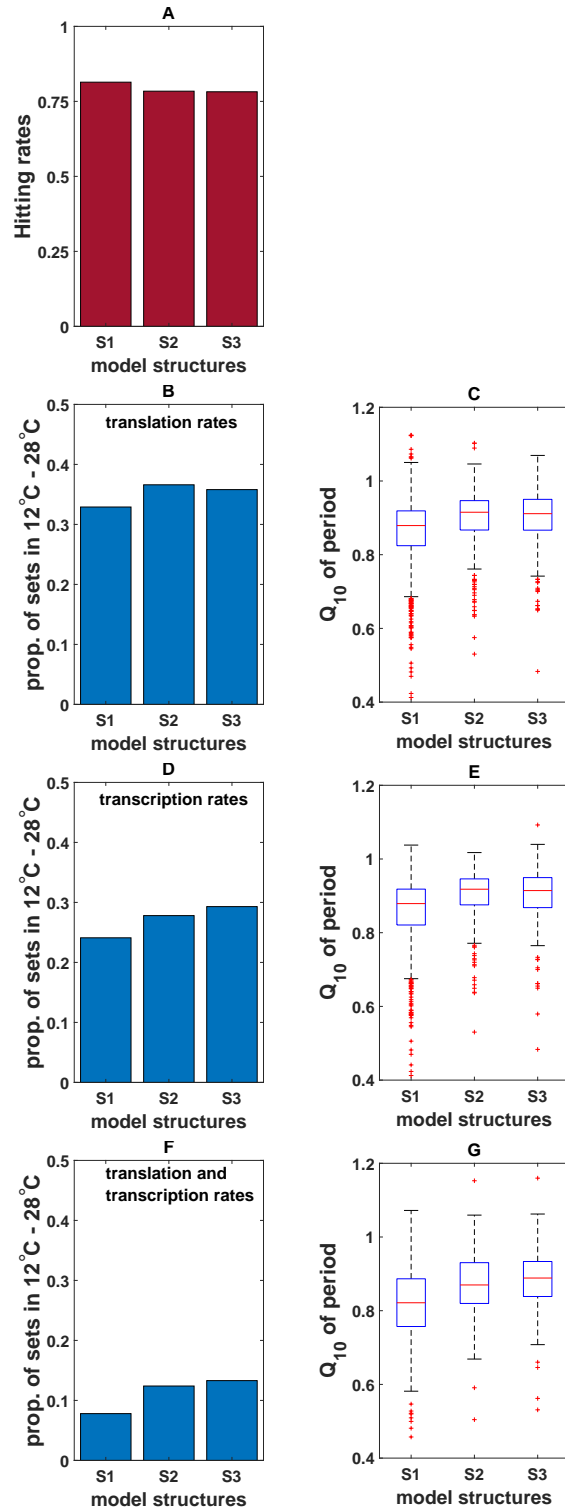 A
1
0.75
0.5
0.25
0
Hitting rates
S1 S2 S3
model structures
B
0.5
0.4
0.3
0.2
0.1
0
prop. of sets in 12°C - 28°C
translation rates
S1 S2 S3
model structures
C
1.2
1
0.8
0.6
0.4
Q10 of period
S1 S2 S3
model structures
D
0.5
0.4
0.3
0.2
0.1
0
prop. of sets in 12°C - 28°C
transcription rates
S1 S2 S3
model structures
E
1.2
1
0.8
0.6
0.4
Q10 of period
S1 S2 S3
model structures
F
0.5
0.4
0.3
0.2
0.1
0
prop. of sets in 12°C - 28°C
translation and
transcription rates
S1 S2 S3
model structures
G
1.2
1
0.8
0.6
0.4
Q10 of period
S1 S2 S3
model structures